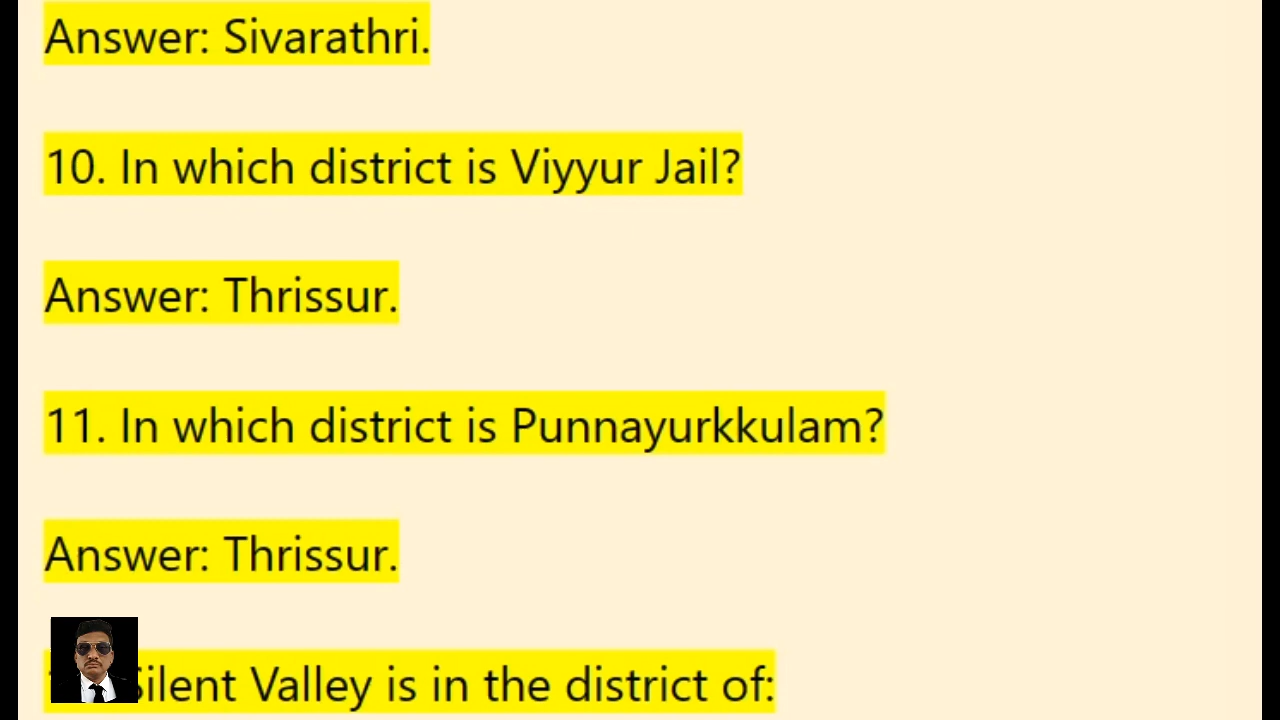 Answer: Sivarathri.
10. In which district is Viyyur Jail?
Answer: Thrissur.
11. In which district is Punnayurkkulam?
Answer: Thrissur.
Silent Valley is in the district of: